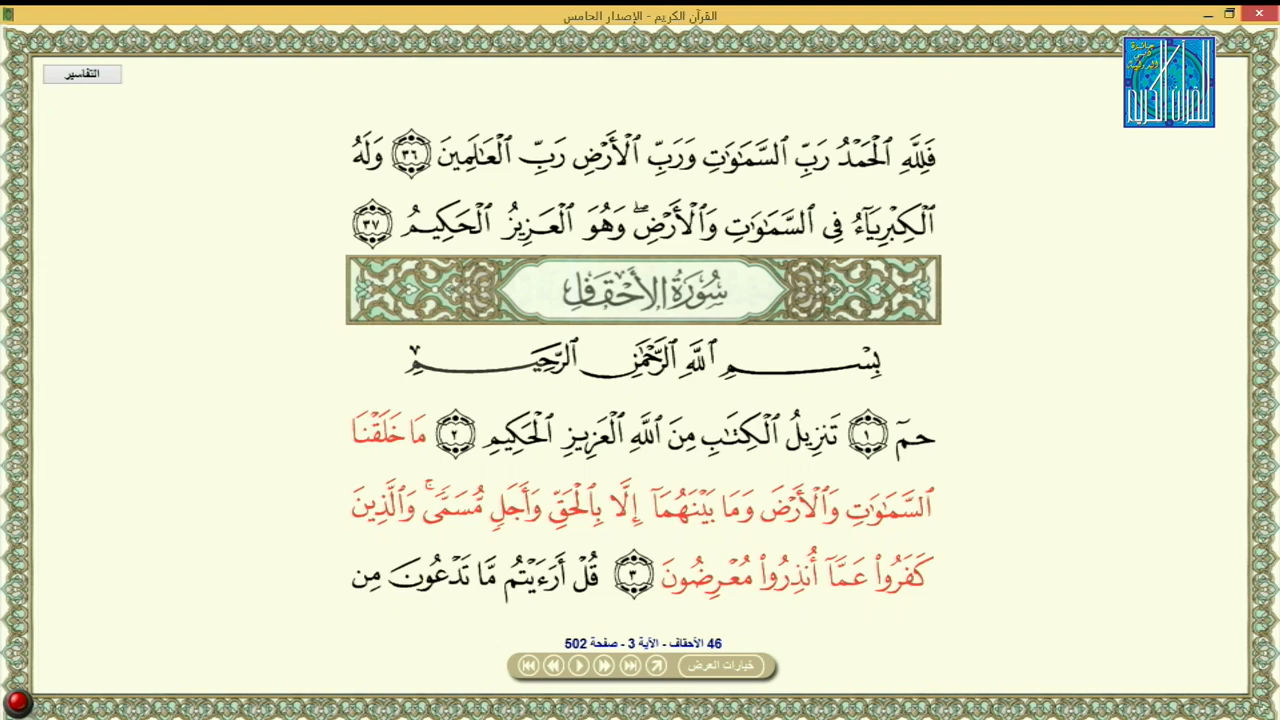 القرآن الكريم - الإصدار الخامس
للقرآن الكريم
التفاسير
فَلِلَّهِ ٱلْحَمْدُ رَبِّ ٱلسَّمَٰوَٰتِ وَرَبِّ ٱلْأَرْضِ رَبِّ ٱلْعَٰلَمِينَ ٣٦ وَلَهُ
ٱلْكِبْرِيَآءُ فِى ٱلسَّمَٰوَٰتِ وَٱلْأَرْضِ ۖ وَهُوَ ٱلْعَزِيزُ ٱلْحَكِيمُ ٣٧
سُورَةُ الأَحْقَافِ
بِسْمِ ٱللَّهِ ٱلرَّحْمَٰنِ ٱلرَّحِيمِ
حمٓ ١ تَنزِيلُ ٱلْكِتَٰبِ مِنَ ٱللَّهِ ٱلْعَزِيزِ ٱلْحَكِيمِ ٢ مَا خَلَقْنَا
ٱلسَّمَٰوَٰتِ وَٱلْأَرْضَ وَمَا بَيْنَهُمَآ إِلَّا بِٱلْحَقِّ وَأَجَلٍ مُّسَمًّى ۚ وَٱلَّذِينَ
كَفَرُوا۟ عَمَّآ أُنذِرُوا۟ مُعْرِضُونَ ٣ قُلْ أَرَءَيْتُم مَّا تَدْعُونَ مِن
46 الأحقاف - الآية 3 - صفحة 502
خيارات العرض